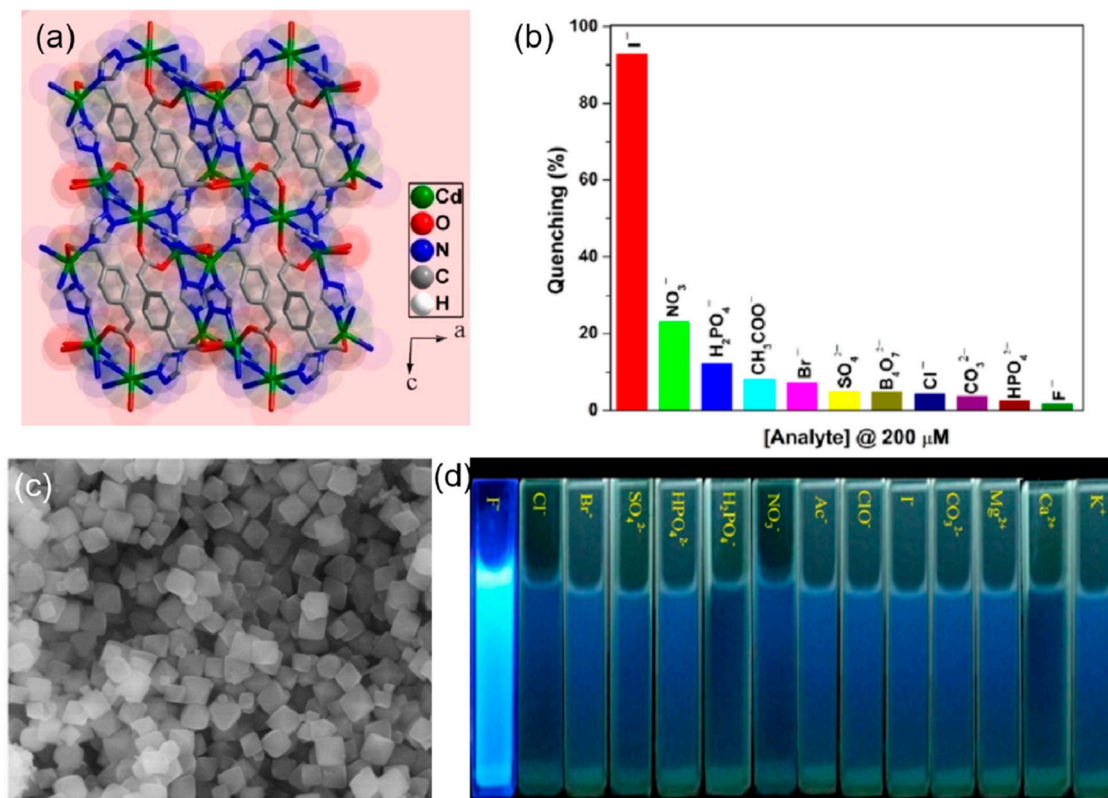 (a)
Cd
O
N
C
H
a
c
(b)
Quenching (%)
100
80
60
40
20
0
I⁻
NO₃⁻
H₂PO₄⁻
CH₃COO⁻
Br⁻
SO₄²⁻
B₄O₇²⁻
Cl⁻
CO₃²⁻
HPO₄²⁻
F⁻
[Analyte] @ 200 μM
(c)
(d)
F⁻
Cl⁻
Br⁻
SO₄²⁻
HPO₄²⁻
H₂PO₄⁻
NO₃⁻
Ac⁻
ClO⁻
I⁻
CO₃²⁻
Mg²⁺
Ca²⁺
K⁺